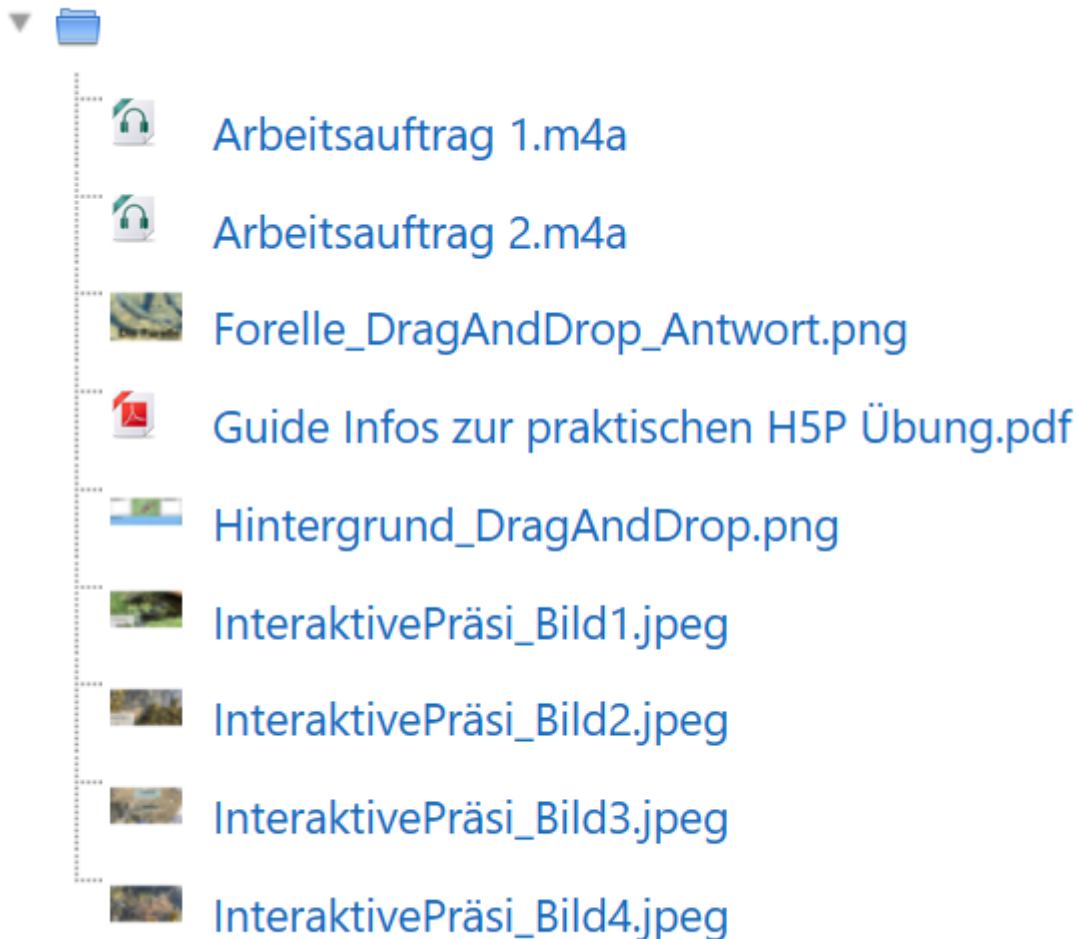 Arbeitsauftrag 1.m4a
Arbeitsauftrag 2.m4a
Forelle_DragAndDrop_Antwort.png
Guide Infos zur praktischen H5P Übung.pdf
Hintergrund_DragAndDrop.png
InteraktivePräsi_Bild1.jpeg
InteraktivePräsi_Bild2.jpeg
InteraktivePräsi_Bild3.jpeg
InteraktivePräsi_Bild4.jpeg